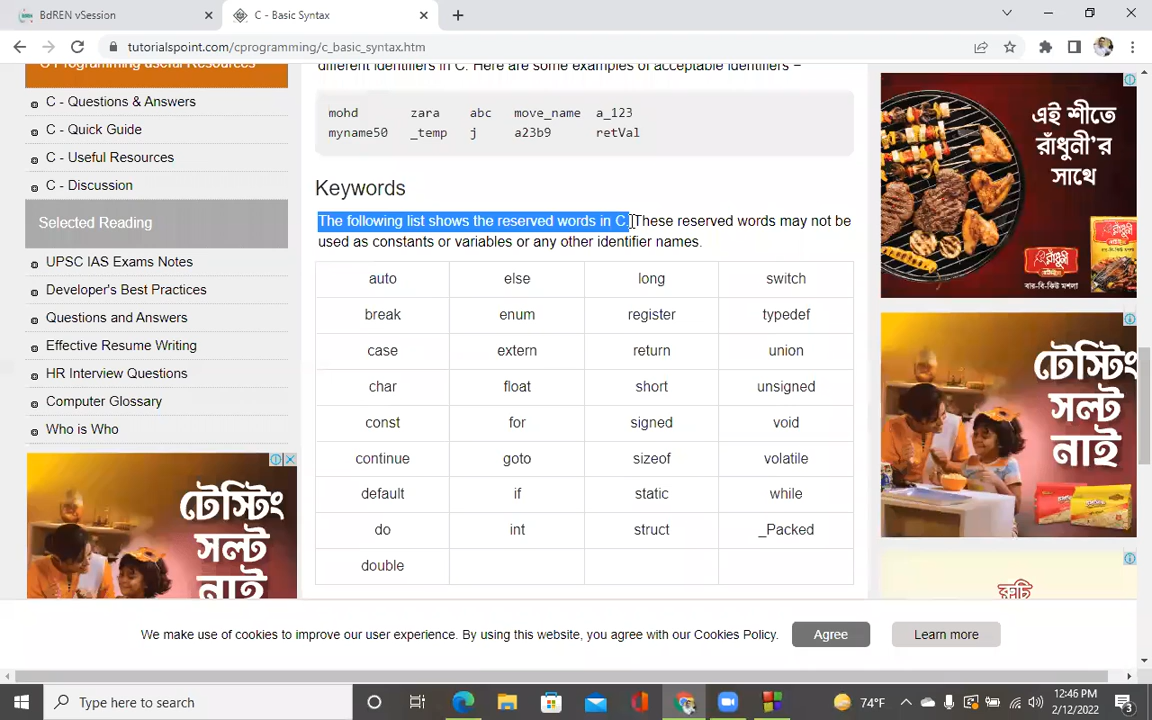 BdREN vSession
C - Basic Syntax
tutorialspoint.com/cprogramming/c_basic_syntax.htm
C Programming useful Resources
C - Questions & Answers
C - Quick Guide
C - Useful Resources
C - Discussion
Selected Reading
UPSC IAS Exams Notes
Developer's Best Practices
Questions and Answers
Effective Resume Writing
HR Interview Questions
Computer Glossary
Who is Who
টেস্টিং
সল্ট
নাই
different identifiers in C. Here are some examples of acceptable identifiers −
mohd zara abc move_name a_123
myname50 _temp j a23b9 retVal
Keywords
The following list shows the reserved words in C. These reserved words may not be
used as constants or variables or any other identifier names.
auto else long switch
break enum register typedef
case extern return union
char float short unsigned
const for signed void
continue goto sizeof volatile
default if static while
do int struct _Packed
double
এই শীতে
রাঁধুনী'র
সাথে
রাঁধুনী
বার-বি-কিউ মশলা
টেস্টিং
সল্ট
নাই
We make use of cookies to improve our user experience. By using this website, you agree with our Cookies Policy.
Agree
Learn more
Type here to search
74°F
12:46 PM
2/12/2022
3